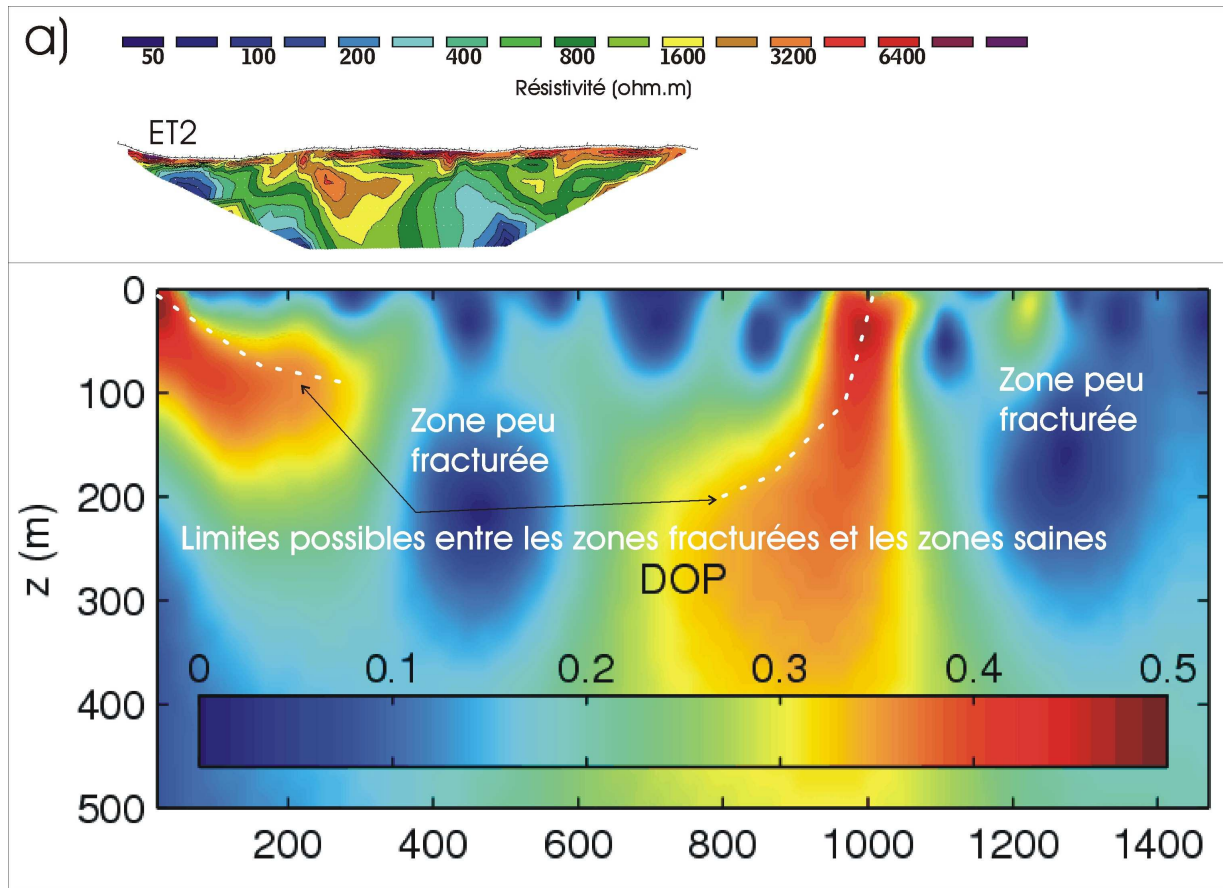 a)
50 100 200 400 800 1600 3200 6400
Résistivité (ohm.m)
ET2
0
100
200
300
400
500
z (m)
Zone peu
fracturée
Zone peu
fracturée
Limites possibles entre les zones fracturées et les zones saines
DOP
0 0.1 0.2 0.3 0.4 0.5
200 400 600 800 1000 1200 1400